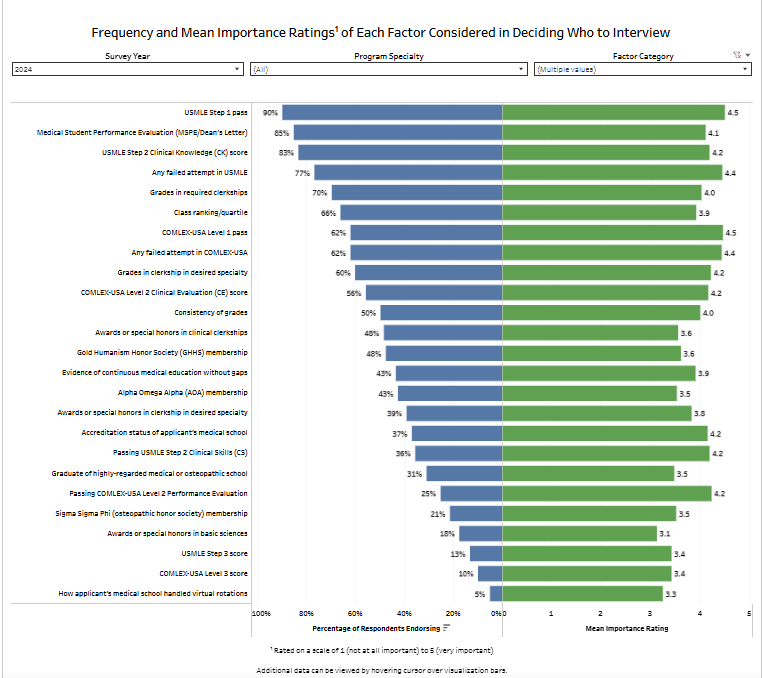 Frequency and Mean Importance Ratings¹ of Each Factor Considered in Deciding Who to Interview
Survey Year Program Specialty Factor Category
2024 (All) (Multiple values)
USMLE Step 1 pass 90% 4.5
Medical Student Performance Evaluation (MSPE/Dean's Letter) 85% 4.1
USMLE Step 2 Clinical Knowledge (CK) score 83% 4.2
Any failed attempt in USMLE 77% 4.4
Grades in required clerkships 70% 4.0
Class ranking/quartile 66% 3.9
COMLEX-USA Level 1 pass 62% 4.5
Any failed attempt in COMLEX-USA 62% 4.4
Grades in clerkship in desired specialty 60% 4.2
COMLEX-USA Level 2 Clinical Evaluation (CE) score 56% 4.2
Consistency of grades 50% 4.0
Awards or special honors in clinical clerkships 48% 3.6
Gold Humanism Honor Society (GHHS) membership 48% 3.6
Evidence of continuous medical education without gaps 43% 3.9
Alpha Omega Alpha (AOA) membership 43% 3.5
Awards or special honors in clerkship in desired specialty 39% 3.8
Accreditation status of applicant's medical school 37% 4.2
Passing USMLE Step 2 Clinical Skills (CS) 36% 4.2
Graduate of highly-regarded medical or osteopathic school 31% 3.5
Passing COMLEX-USA Level 2 Performance Evaluation 25% 4.2
Sigma Sigma Phi (osteopathic honor society) membership 21% 3.5
Awards or special honors in basic sciences 18% 3.1
USMLE Step 3 score 13% 3.4
COMLEX-USA Level 3 score 10% 3.4
How applicant's medical school handled virtual rotations 5% 3.3
100% 80% 60% 40% 20% 0% 0 1 2 3 4 5
Percentage of Respondents Endorsing Mean Importance Rating
¹ Rated on a scale of 1 (not at all important) to 5 (very important)
Additional data can be viewed by hovering cursor over visualization bars.